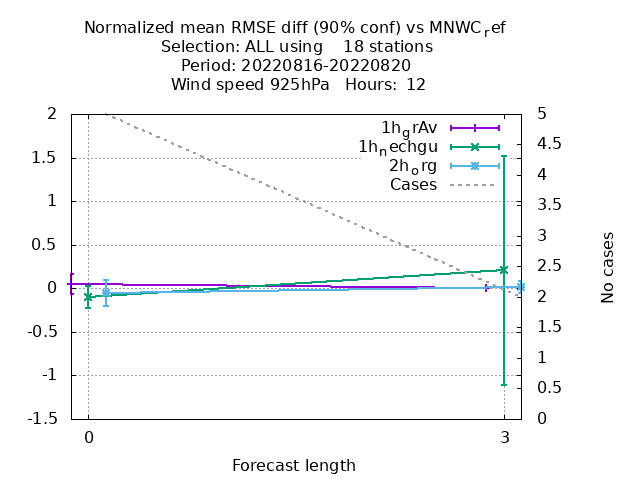 Normalized mean RMSE diff (90% conf) vs MNWC_ref
Selection: ALL using 18 stations
Period: 20220816-20220820
Wind speed 925hPa Hours: 12
1h_grAv
1h_nechgu
2h_org
Cases
2
1.5
1
0.5
0
-0.5
-1
-1.5
5
4.5
4
3.5
3
2.5
2
1.5
1
0.5
0
No cases
0
3
Forecast length